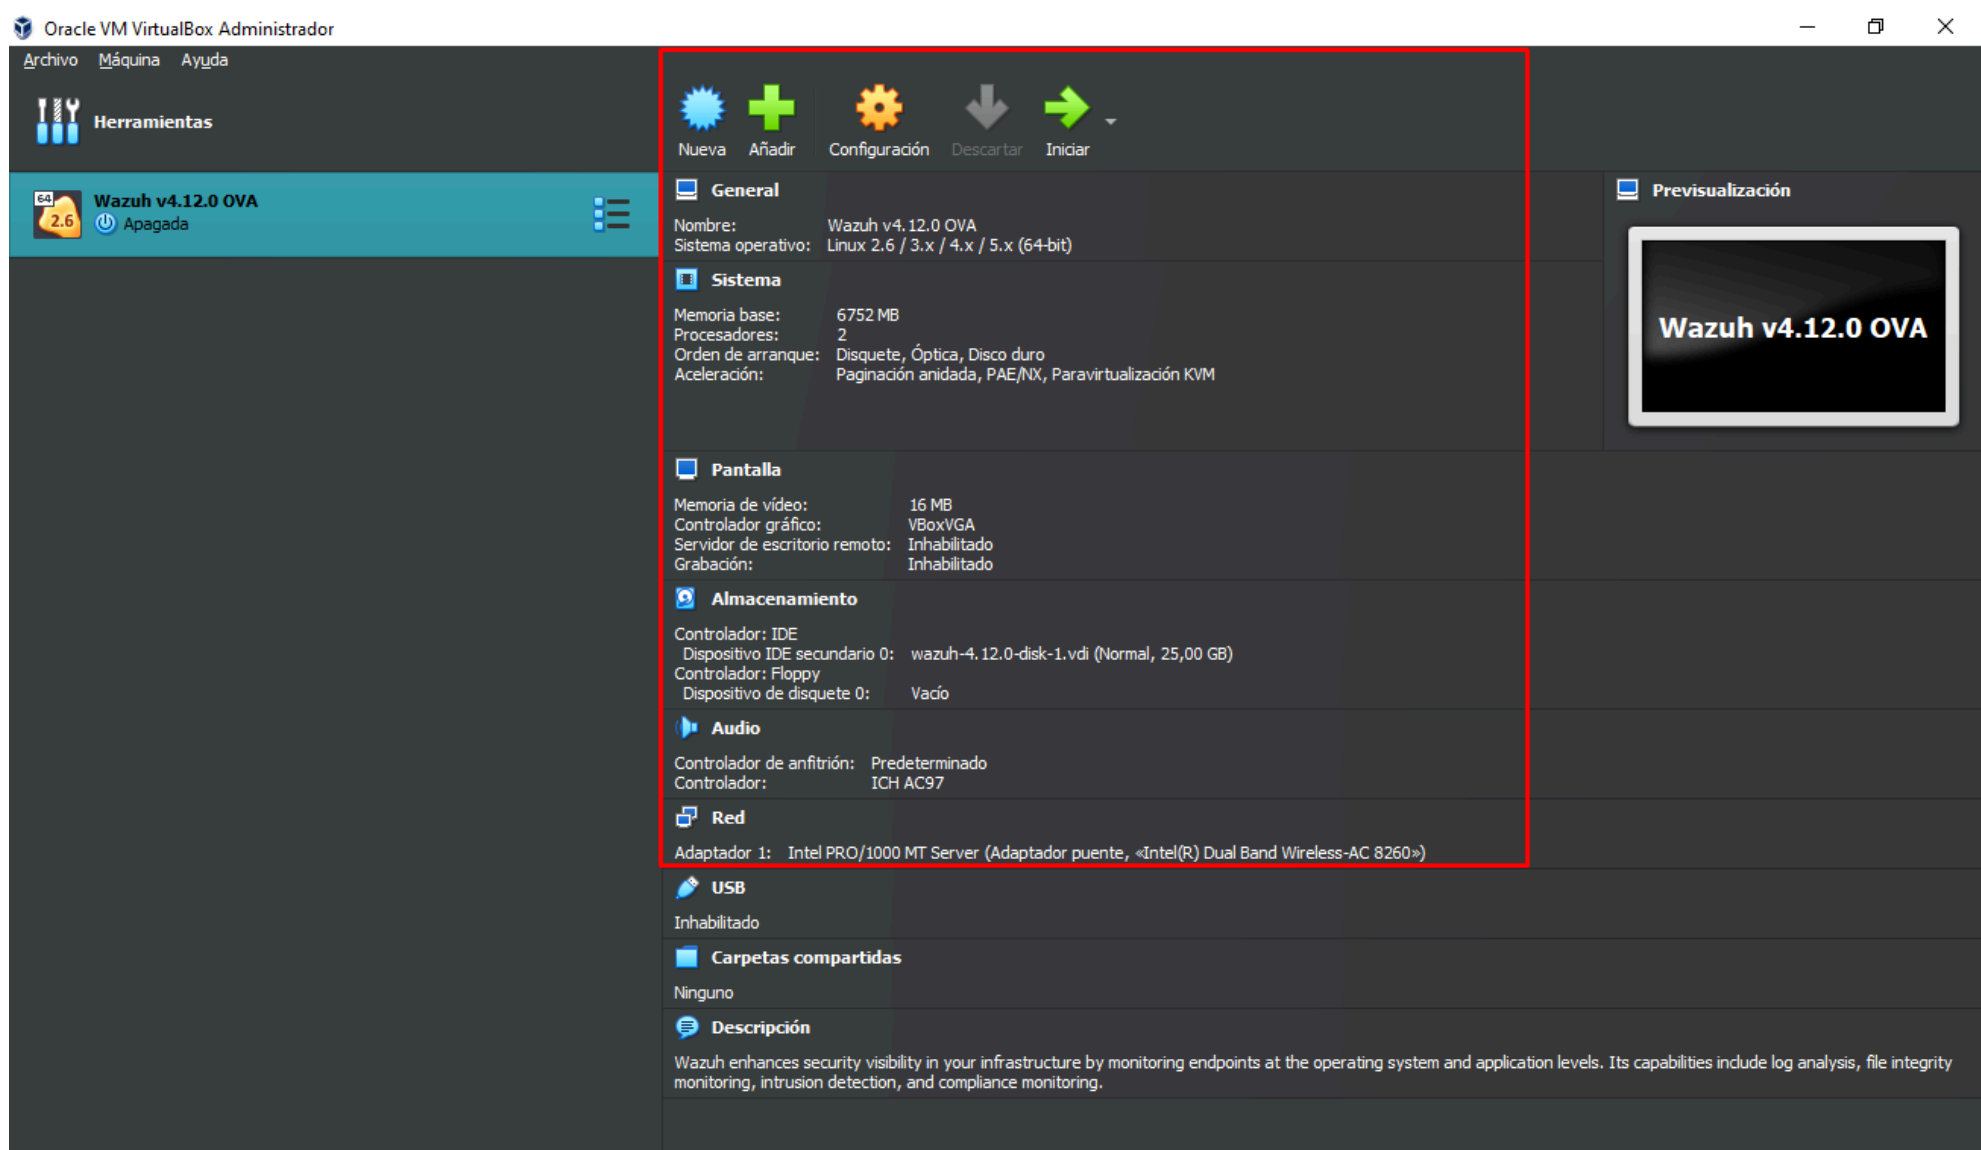 Oracle VM VirtualBox Administrador
Archivo Máquina Ayuda
Herramientas
Nueva Añadir Configuración Descartar Iniciar
64
2.6
Wazuh v4.12.0 OVA
Apagada
General
Nombre: Wazuh v4.12.0 OVA
Sistema operativo: Linux 2.6 / 3.x / 4.x / 5.x (64-bit)
Sistema
Memoria base: 6752 MB
Procesadores: 2
Orden de arranque: Disquete, Óptica, Disco duro
Aceleración: Paginación anidada, PAE/NX, Paravirtualización KVM
Previsualización
Wazuh v4.12.0 OVA
Pantalla
Memoria de vídeo: 16 MB
Controlador gráfico: VBoxVGA
Servidor de escritorio remoto: Inhabilitado
Grabación: Inhabilitado
Almacenamiento
Controlador: IDE
Dispositivo IDE secundario 0: wazuh-4.12.0-disk-1.vdi (Normal, 25,00 GB)
Controlador: Floppy
Dispositivo de disquete 0: Vacío
Audio
Controlador de anfitrión: Predeterminado
Controlador: ICH AC97
Red
Adaptador 1: Intel PRO/1000 MT Server (Adaptador puente, «Intel(R) Dual Band Wireless-AC 8260»)
USB
Inhabilitado
Carpetas compartidas
Ninguno
Descripción
Wazuh enhances security visibility in your infrastructure by monitoring endpoints at the operating system and application levels. Its capabilities include log analysis, file integrity
monitoring, intrusion detection, and compliance monitoring.